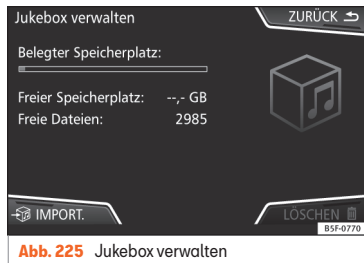 Jukebox verwalten
ZURÜCK
Belegter Speicherplatz:
Freier Speicherplatz: --,- GB
Freie Dateien: 2985
IMPORT.
LÖSCHEN
B5F-0770
Abb. 225 Jukebox verwalten